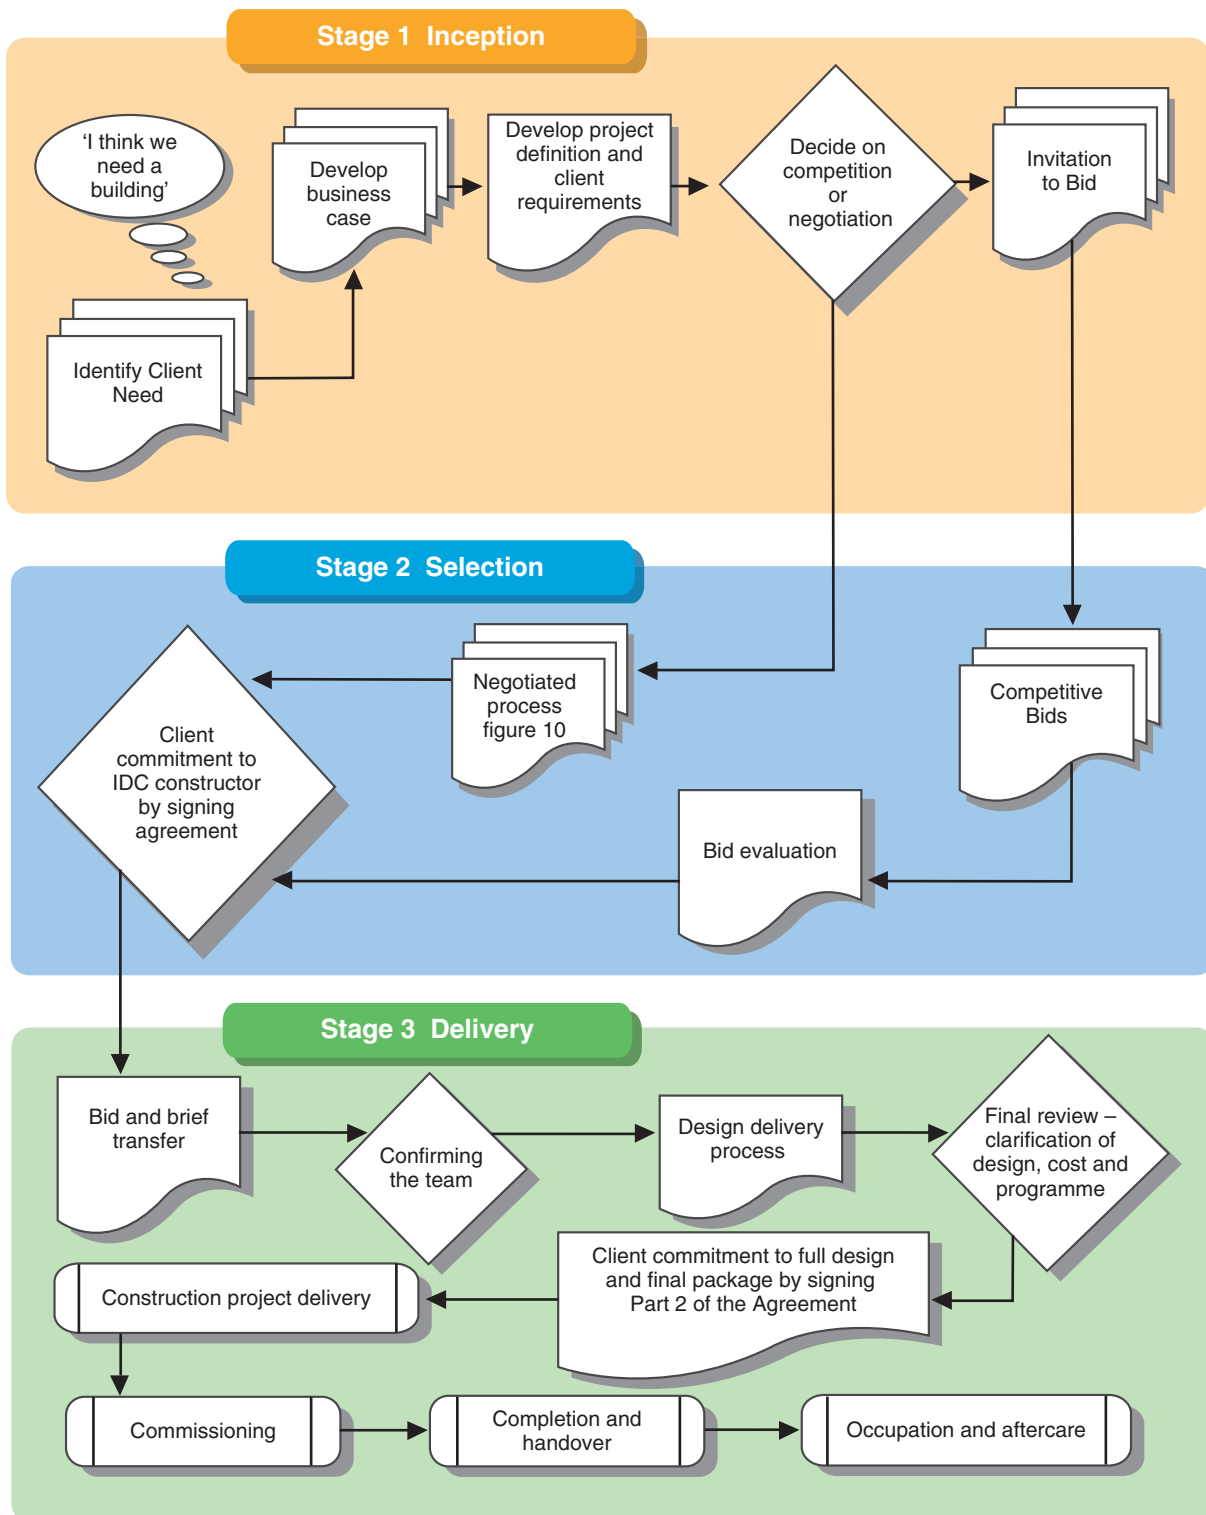 Stage 1 Inception
'I think we
need a
building'
Identify Client
Need
Develop
business
case
Develop project
definition and
client
requirements
Decide on
competition
or
negotiation
Invitation
to Bid
Stage 2 Selection
Client
commitment to
IDC constructor
by signing
agreement
Negotiated
process
figure 10
Competitive
Bids
Bid evaluation
Stage 3 Delivery
Bid and brief
transfer
Confirming
the team
Design delivery
process
Final review –
clarification of
design, cost and
programme
Client commitment to full design
and final package by signing
Part 2 of the Agreement
Construction project delivery
Commissioning
Completion and
handover
Occupation and aftercare